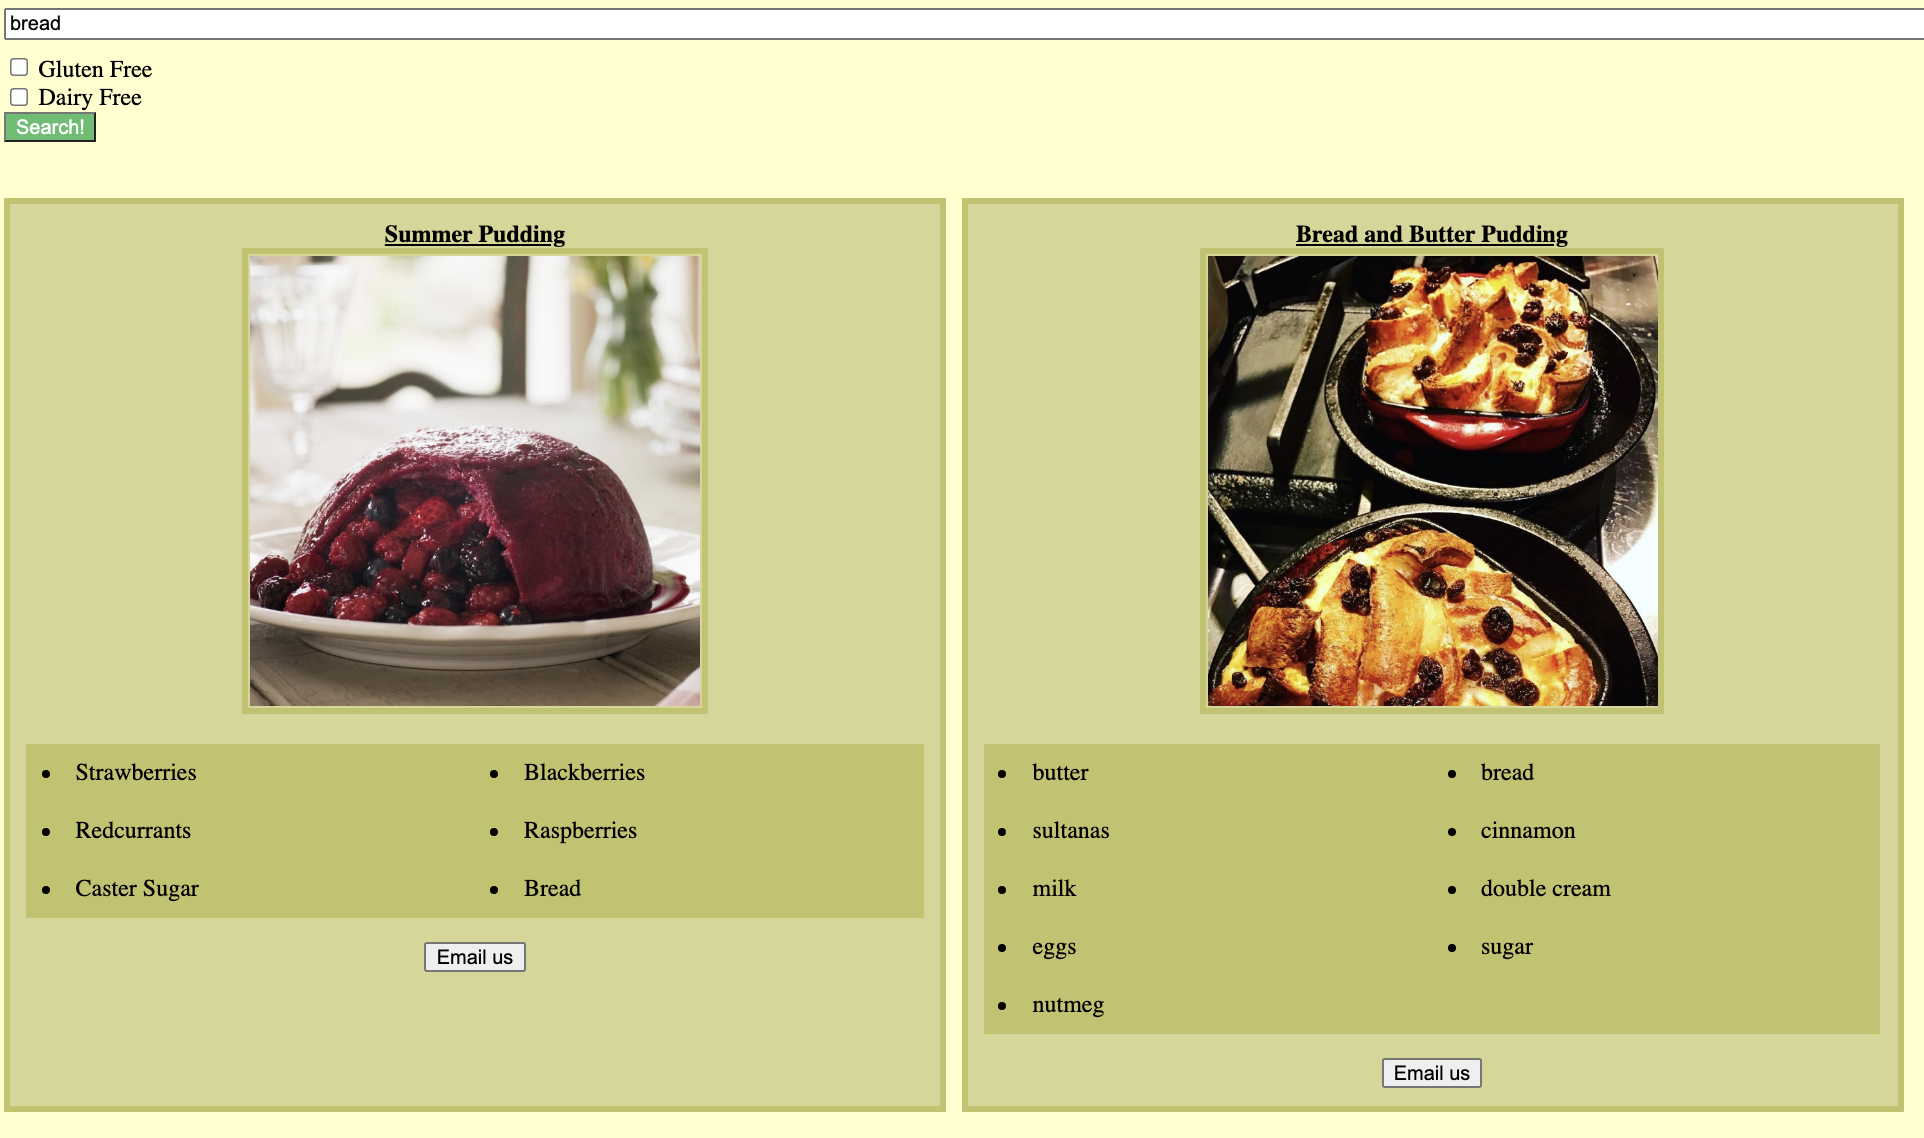 bread
Gluten Free
Dairy Free
Search!
Summer Pudding
Strawberries
Blackberries
Redcurrants
Raspberries
Caster Sugar
Bread
Email us
Bread and Butter Pudding
butter
bread
sultanas
cinnamon
milk
double cream
eggs
sugar
nutmeg
Email us